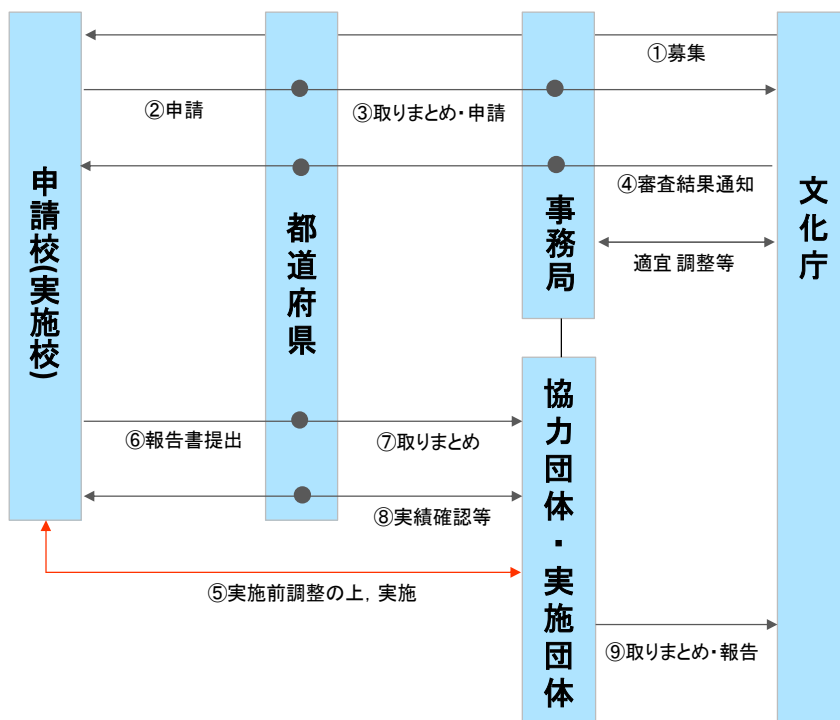 ①募集
②申請
③取りまとめ・申請
④審査結果通知
適宜 調整等
申請校(実施校)
都道府県
事務局
文化庁
協力団体・実施団体
⑥報告書提出
⑦取りまとめ
⑧実績確認等
⑤実施前調整の上，実施
⑨取りまとめ・報告